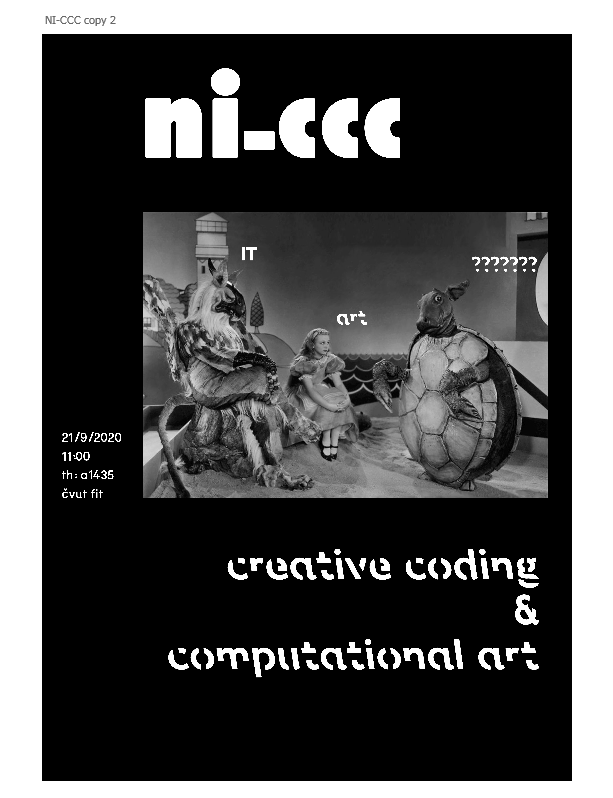 NI-CCC copy 2
ni-ccc
IT
???????
art
21/9/2020
11:00
th: a1435
čvut fit
creative coding
&
computational art